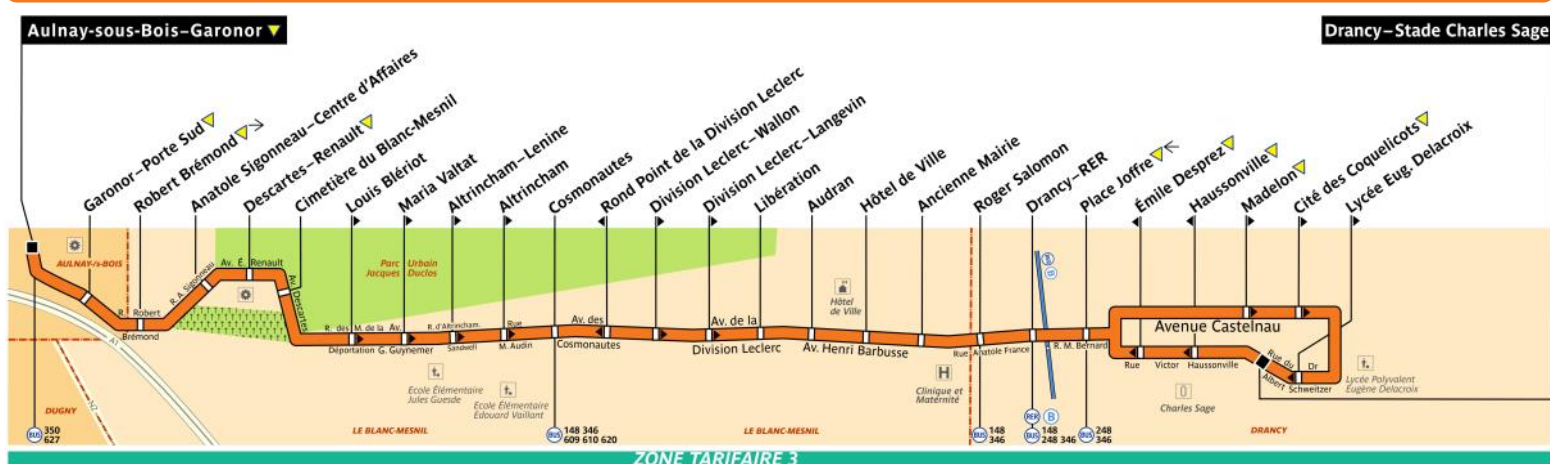 Aulnay-sous-Bois–Garonor
Drancy–Stade Charles Sage
Garonor–Porte Sud
Robert Brémond
Anatole Sigonneau–Centre d'Affaires
Descartes–Renault
Cimetière du Blanc-Mesnil
Louis Blériot
Maria Valtat
Altrincham–Lenine
Altrincham
Cosmonautes
Rond Point de la Division Leclerc
Division Leclerc–Wallon
Division Leclerc–Langevin
Libération
Audran
Hôtel de Ville
Ancienne Mairie
Roger Salomon
Drancy–RER
Place Joffre
Émile Desprez
Haussonville
Madelon
Cité des Coquelicots
Lycée Eug. Delacroix
AULNAY-/s-BOIS
R. Robert
Brémond
R. A. Sigonneau
Av. É. Renault
Av. Descartes
Parc Urbain
Jacques Duclos
R. des M. de la
Déportation
Av.
G. Guynemer
R. d'Altrincham.
Sandwell
Rue
M. Audin
Av. des
Cosmonautes
Av. de la
Division Leclerc
Av. Henri Barbusse
Hôtel
de Ville
Rue Anatole France
R. M. Bernard
Avenue Castelnau
Rue Victor Haussonville
Rue du
Dr
Albert Schweitzer
A1
N2
Ecole Élémentaire
Jules Guesde
Ecole Élémentaire
Édouard Vaillant
H
Clinique et
Maternité
Charles Sage
Lycée Polyvalent
Eugène Delacroix
DUGNY
LE BLANC-MESNIL
LE BLANC-MESNIL
DRANCY
BUS 350
627
BUS 148 346
609 610 620
BUS 148
346
RER B
BUS 148
248 346
BUS 248
346
ZONE TARIFAIRE 3